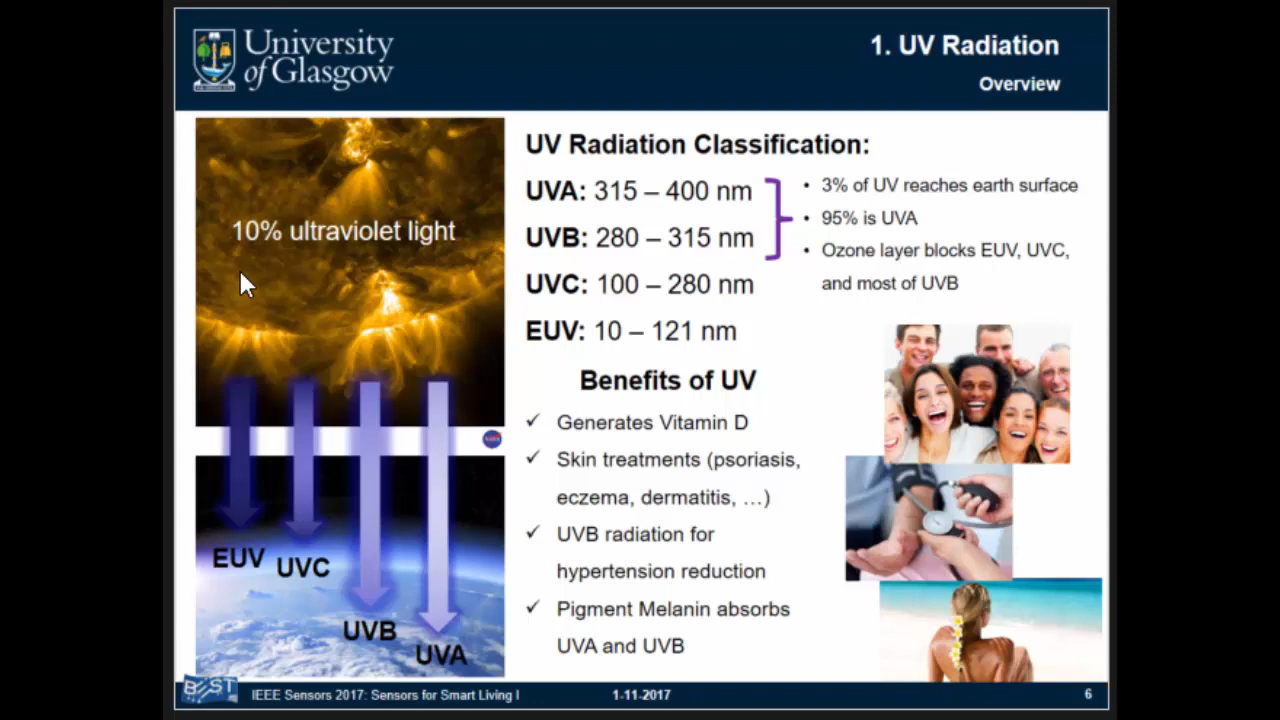 University
of Glasgow
1. UV Radiation
Overview
10% ultraviolet light
EUV
UVC
UVB
UVA
UV Radiation Classification:
UVA: 315 – 400 nm
UVB: 280 – 315 nm
UVC: 100 – 280 nm
EUV: 10 – 121 nm
• 3% of UV reaches earth surface
• 95% is UVA
• Ozone layer blocks EUV, UVC,
and most of UVB
Benefits of UV
✓ Generates Vitamin D
✓ Skin treatments (psoriasis,
eczema, dermatitis, …)
✓ UVB radiation for
hypertension reduction
✓ Pigment Melanin absorbs
UVA and UVB
IEEE Sensors 2017: Sensors for Smart Living I
1-11-2017
6